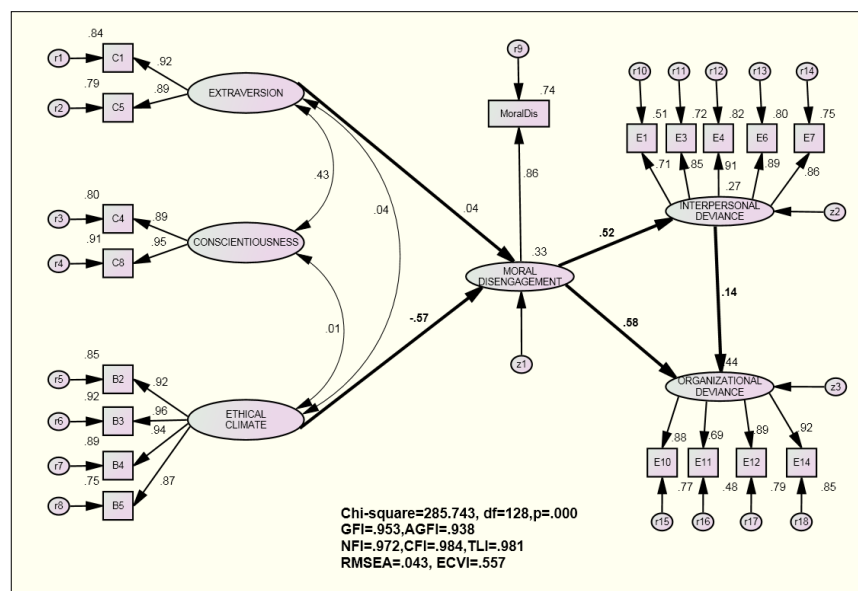 .84
r1
C1
.92
EXTRAVERSION
.79
r2
C5
.89
.43
.04
.80
r3
C4
.89
CONSCIENTIOUSNESS
.91
r4
C8
.95
.01
.85
r5
B2
.92
.92
r6
B3
.96
ETHICAL
CLIMATE
.89
r7
B4
.94
.75
r8
B5
.87
.04
-.57
r9
.74
MoralDis
.86
.33
MORAL
DISENGAGEMENT
z1
.52
.58
r10
r11
r12
r13
r14
.51
.72
.82
.80
.75
E1
E3
E4
E6
E7
.71
.85
.91
.89
.86
.27
INTERPERSONAL
DEVIANCE
z2
.14
.44
ORGANIZATIONAL
DEVIANCE
z3
.88
.69
.89
.92
E10
E11
E12
E14
.77
.48
.79
.85
r15
r16
r17
r18
Chi-square=285.743, df=128,p=.000
GFI=.953,AGFI=.938
NFI=.972,CFI=.984,TLI=.981
RMSEA=.043, ECVI=.557